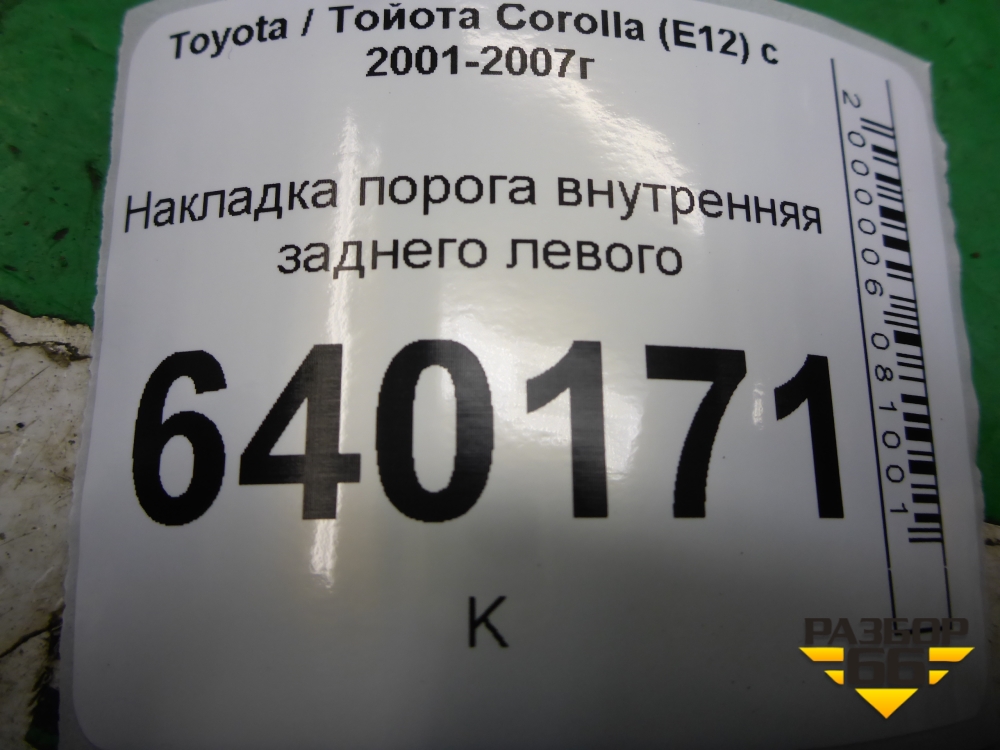 Toyota / Тойота Corolla (E12) с
2001-2007г
Накладка порога внутренняя
заднего левого
640171
К
2000006081001
РАЗБОР
66